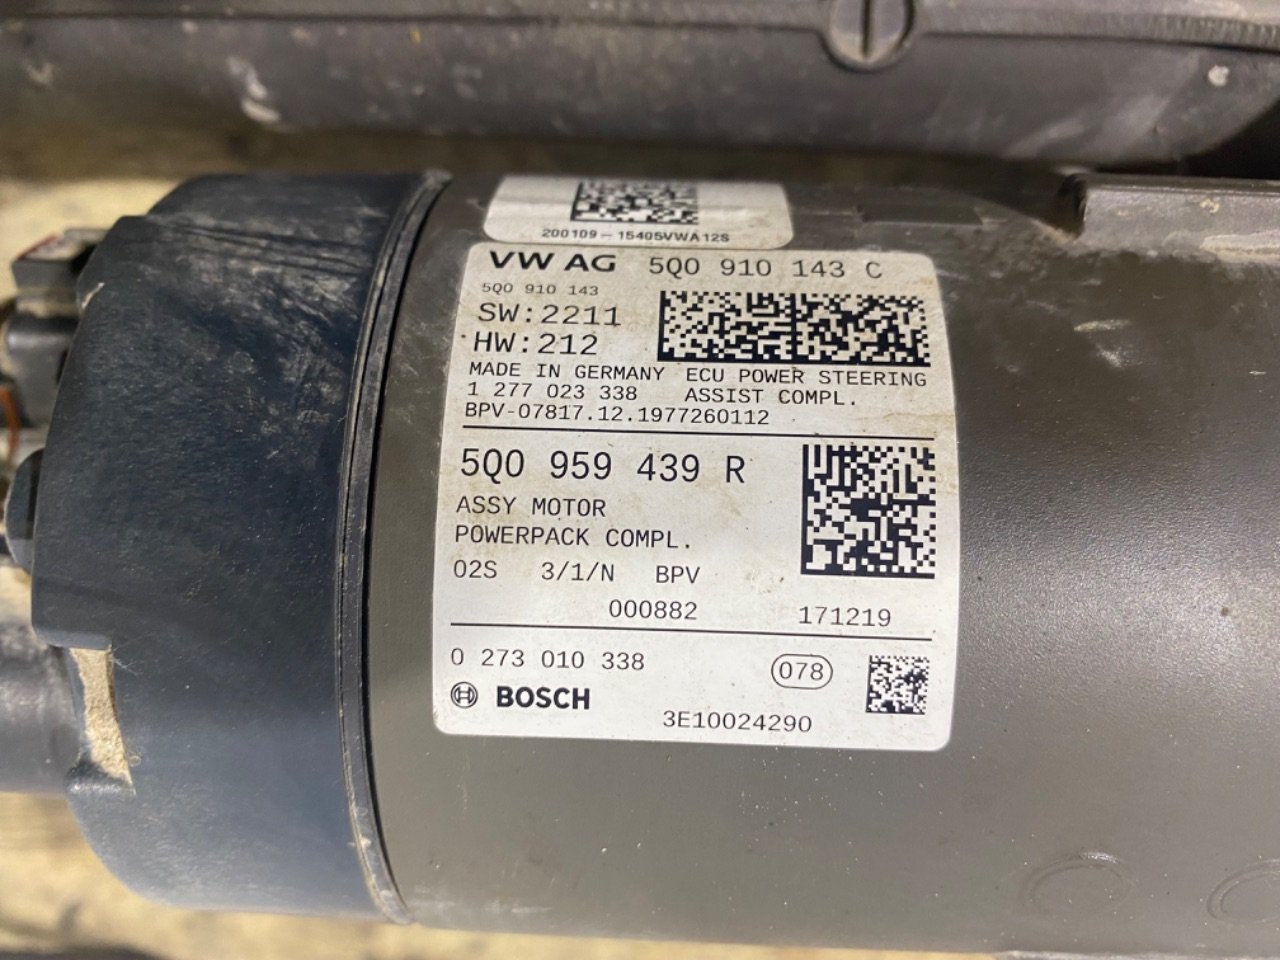 200109-15405VWA12S
VW AG 5Q0 910 143 C
5Q0 910 143
SW:2211
HW:212
MADE IN GERMANY ECU POWER STEERING
1 277 023 338 ASSIST COMPL.
BPV-07817.12.1977260112
5Q0 959 439 R
ASSY MOTOR
POWERPACK COMPL.
02S 3/1/N BPV
000882 171219
0 273 010 338 078
BOSCH
3E10024290